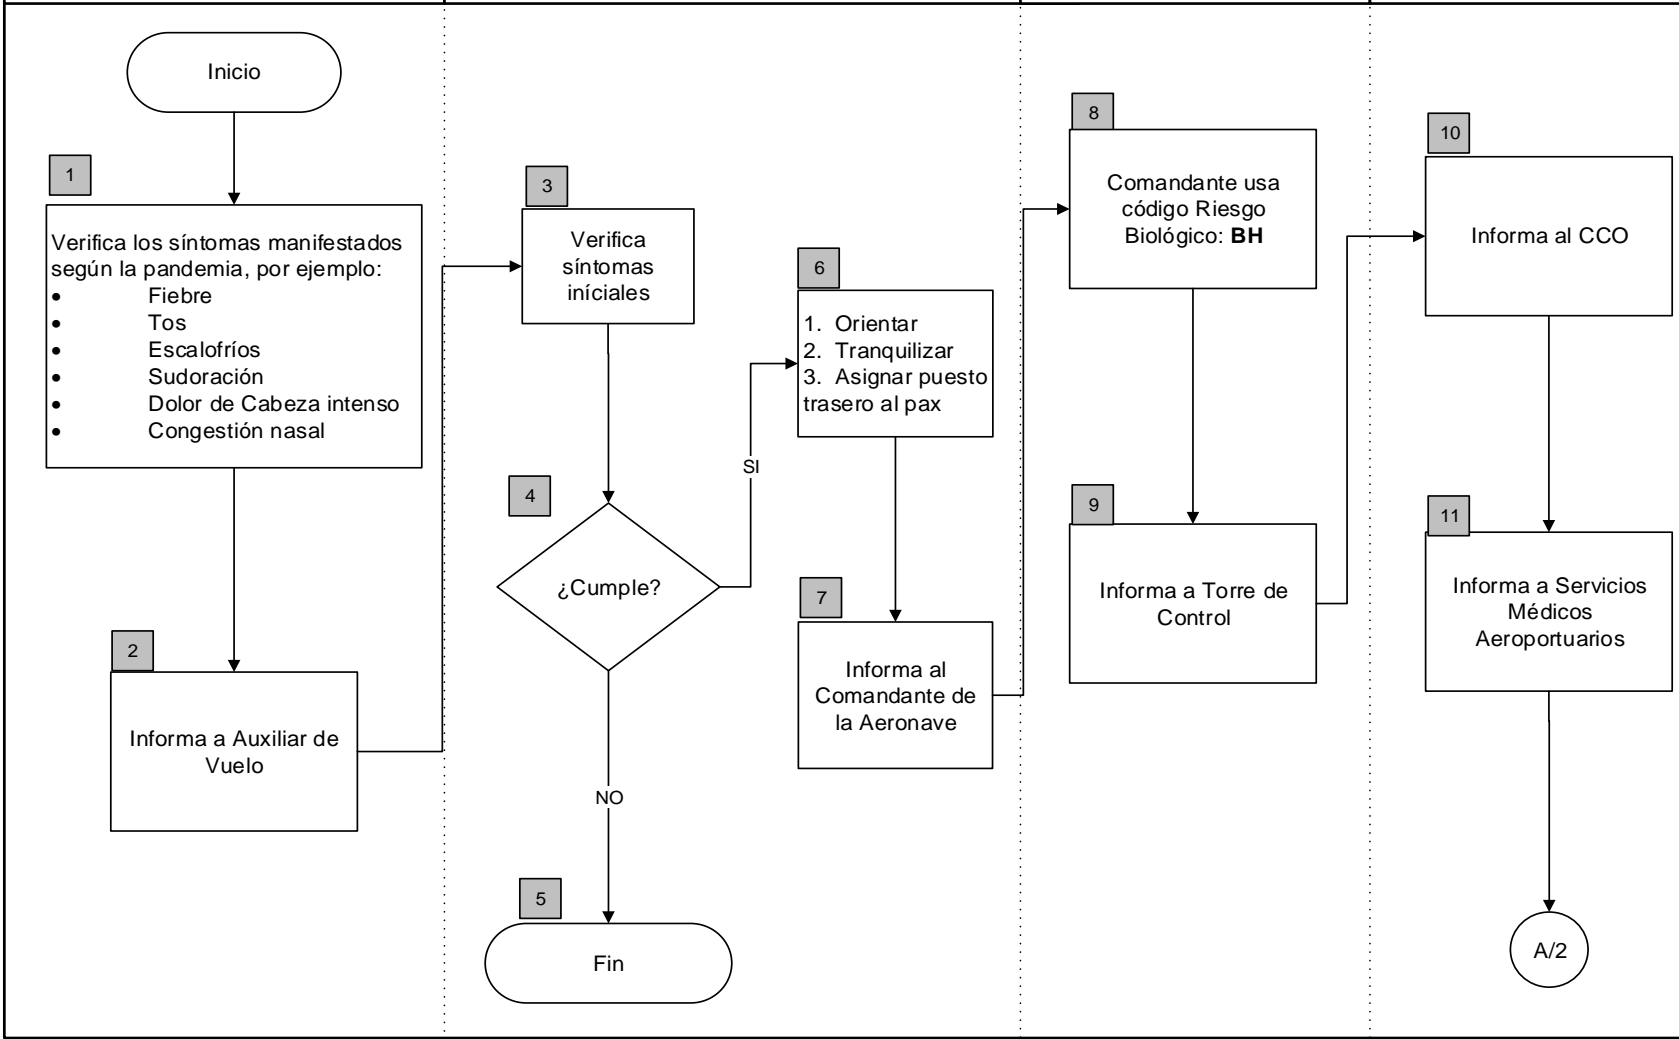 Inicio
1
Verifica los síntomas manifestados
según la pandemia, por ejemplo:
• Fiebre
• Tos
• Escalofríos
• Sudoración
• Dolor de Cabeza intenso
• Congestión nasal
2
Informa a Auxiliar de
Vuelo
3
Verifica
síntomas
iníciales
4
¿Cumple?
SI
NO
5
Fin
6
1. Orientar
2. Tranquilizar
3. Asignar puesto
trasero al pax
7
Informa al
Comandante de
la Aeronave
8
Comandante usa
código Riesgo
Biológico: BH
9
Informa a Torre de
Control
10
Informa al CCO
11
Informa a Servicios
Médicos
Aeroportuarios
A/2